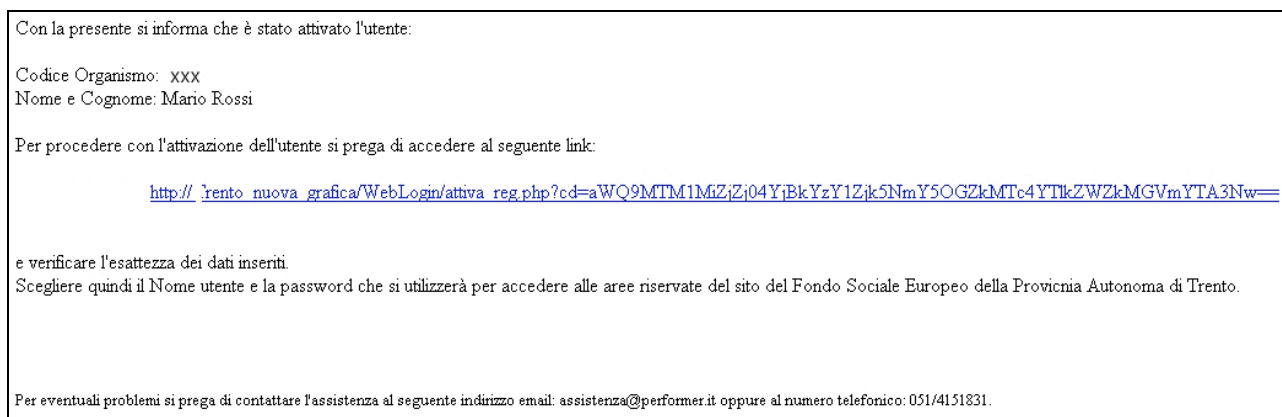 Con la presente si informa che è stato attivato l'utente:
Codice Organismo: xxx
Nome e Cognome: Mario Rossi
Per procedere con l'attivazione dell'utente si prega di accedere al seguente link:
http:// rento_nuova_grafica/WebLogin/attiva_reg.php?cd=aWQ9MTM1MiZjZj04YjBkYzY1Zjk5NmY5OGZkMTc4YTlkZWZkMGVmYTA3Nw==
e verificare l'esattezza dei dati inseriti.
Scegliere quindi il Nome utente e la password che si utilizzerà per accedere alle aree riservate del sito del Fondo Sociale Europeo della Provicnia Autonoma di Trento.
Per eventuali problemi si prega di contattare l'assistenza al seguente indirizzo email: assistenza@performer.it oppure al numero telefonico: 051/4151831.